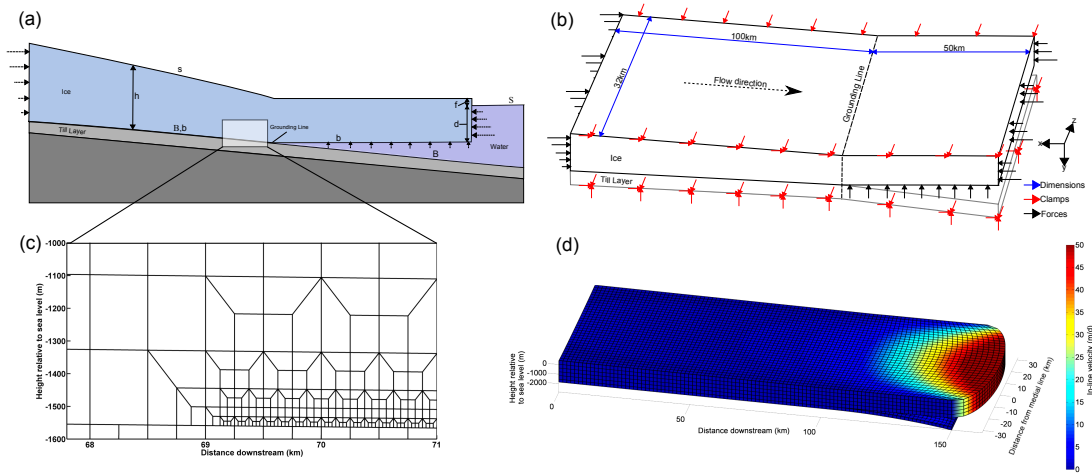 (a)
s
Ice
h
B,b
Till Layer
Grounding Line
b
B
f
d
S
Water
(b)
100km
50km
32km
Flow direction
Grounding Line
Ice
Till Layer
z
x
y
Dimensions
Clamps
Forces
(c)
Height relative to sea level (m)
-1000
-1100
-1200
-1300
-1400
-1500
-1600
68
69
70
71
Distance downstream (km)
(d)
Height relative
to sea level (m)
0
-1000
-2000
0
50
100
150
Distance downstream (km)
30
20
10
0
-10
-20
-30
Distance from medial line (km)
50
45
40
35
30
25
20
15
10
5
0
In-line velocity (m/d)